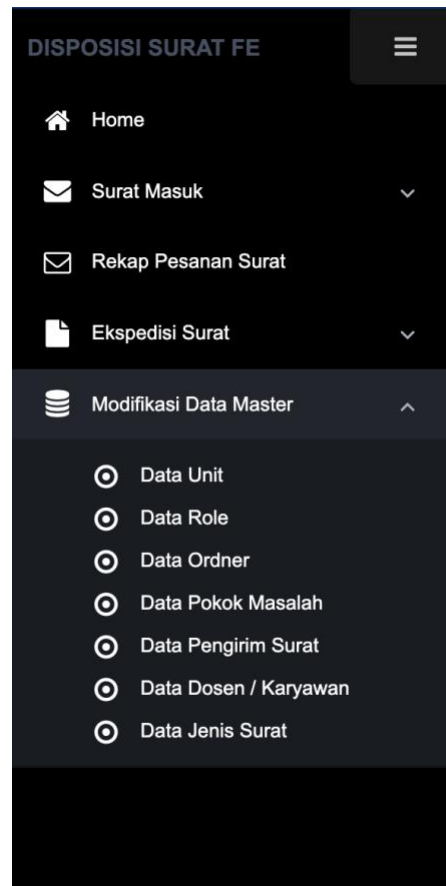 DISPOSISI SURAT FE
Home
Surat Masuk
Rekap Pesanan Surat
Ekspedisi Surat
Modifikasi Data Master
Data Unit
Data Role
Data Ordner
Data Pokok Masalah
Data Pengirim Surat
Data Dosen / Karyawan
Data Jenis Surat